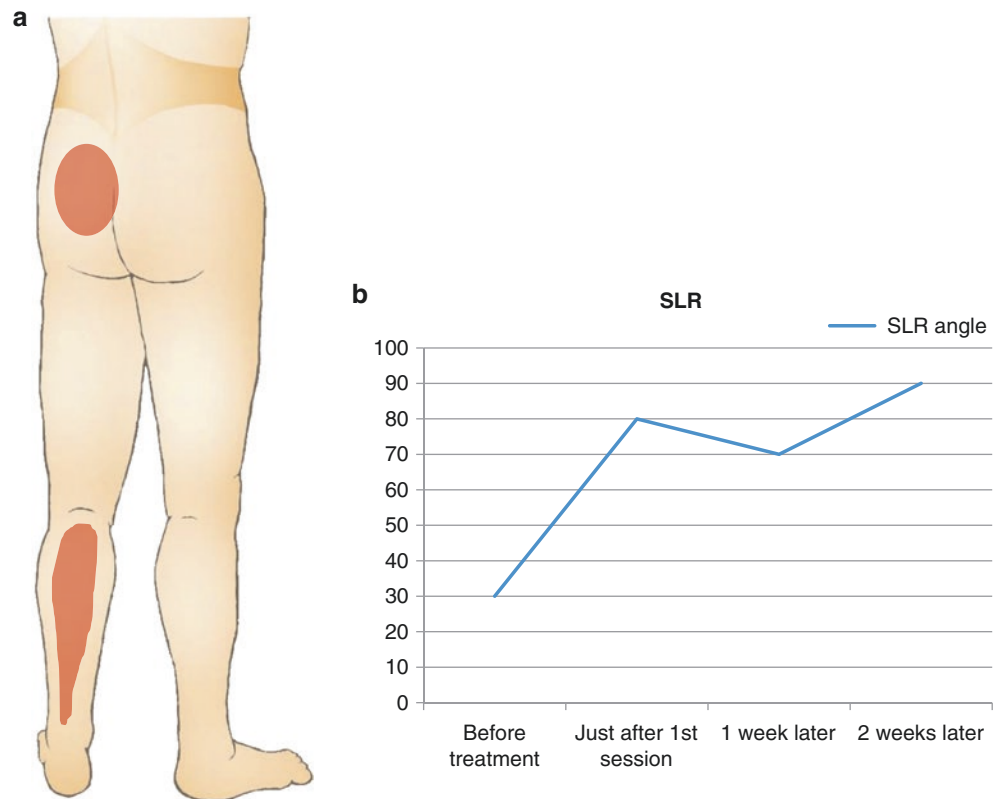 a
b
SLR
SLR angle
100
90
80
70
60
50
40
30
20
10
0
Before
treatment
Just after 1st
session
1 week later
2 weeks later